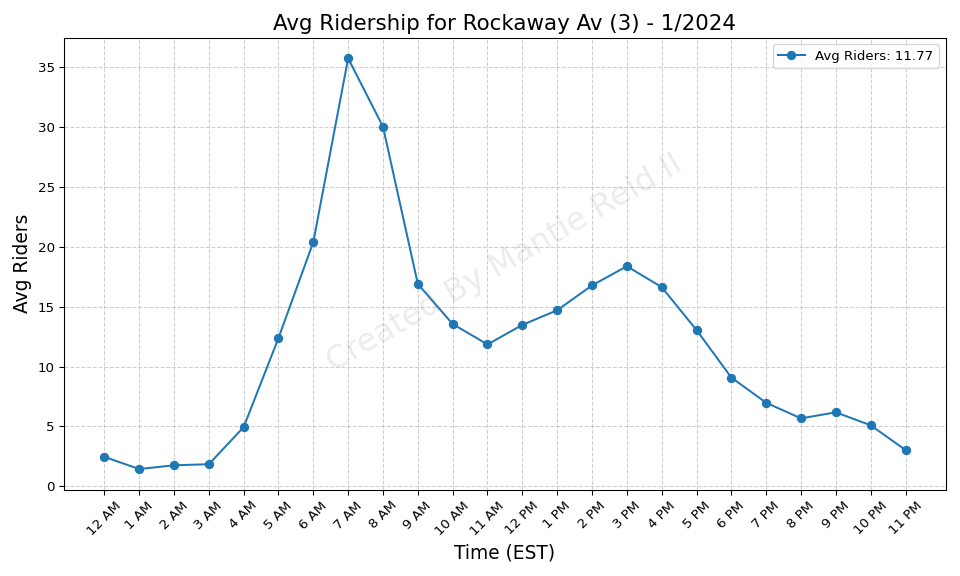 Avg Ridership for Rockaway Av (3) - 1/2024
Avg Riders: 11.77
Avg Riders
35
30
25
20
15
10
5
0
Created By Mantie Reid II
12 AM
1 AM
2 AM
3 AM
4 AM
5 AM
6 AM
7 AM
8 AM
9 AM
10 AM
11 AM
12 PM
1 PM
2 PM
3 PM
4 PM
5 PM
6 PM
7 PM
8 PM
9 PM
10 PM
11 PM
Time (EST)